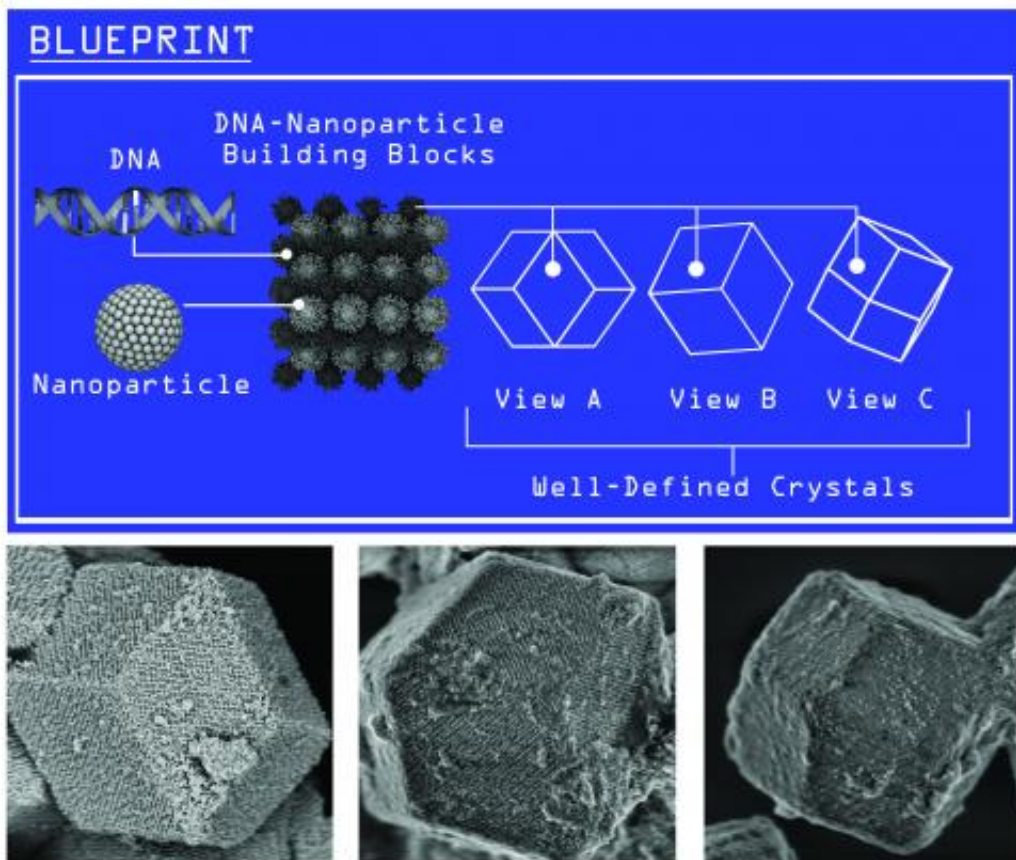 BLUEPRINT
DNA-Nanoparticle
Building Blocks
DNA
Nanoparticle
View A
View B
View C
Well-Defined Crystals